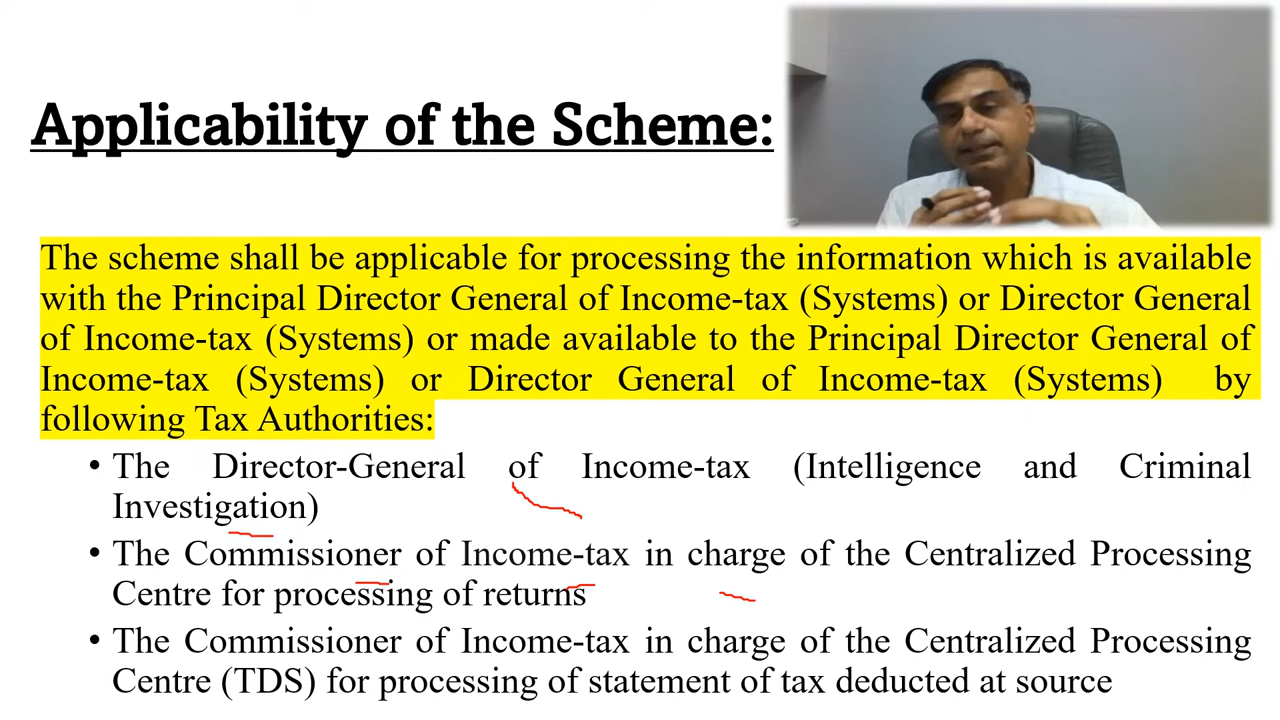 Applicability of the Scheme:
The scheme shall be applicable for processing the information which is available
with the Principal Director General of Income-tax (Systems) or Director General
of Income-tax (Systems) or made available to the Principal Director General of
Income-tax (Systems) or Director General of Income-tax (Systems) by
following Tax Authorities:
• The Director-General of Income-tax (Intelligence and Criminal
Investigation)
• The Commissioner of Income-tax in charge of the Centralized Processing
Centre for processing of returns
• The Commissioner of Income-tax in charge of the Centralized Processing
Centre (TDS) for processing of statement of tax deducted at source